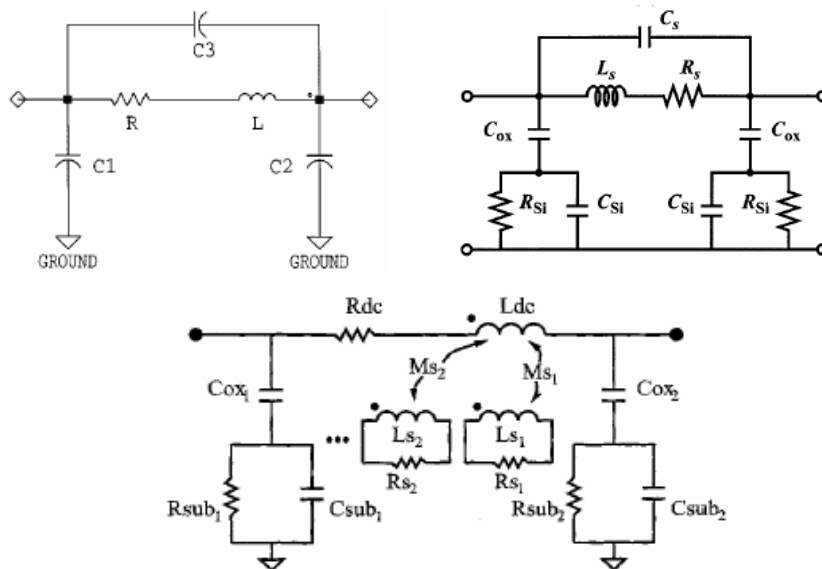 C3
R L
C1 C2
GROUND GROUND
Cs
Ls Rs
Cox Cox
RSi CSi CSi RSi
Rdc Ldc
Ms2 Ms1
Cox1 Cox2
Ls2 Ls1
...
Rs2 Rs1
Rsub1 Csub1 Rsub2 Csub2